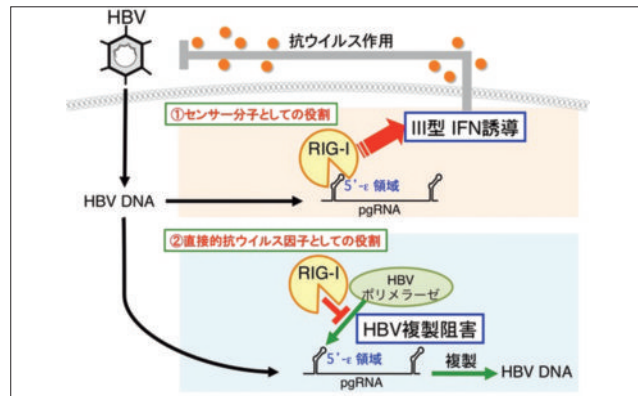 HBV
抗ウイルス作用
①センサー分子としての役割
III型 IFN誘導
RIG-I
5’-ε 領域
pgRNA
HBV DNA
②直接的抗ウイルス因子としての役割
RIG-I
HBV
ポリメラーゼ
HBV複製阻害
5’-ε 領域
pgRNA
複製
HBV DNA